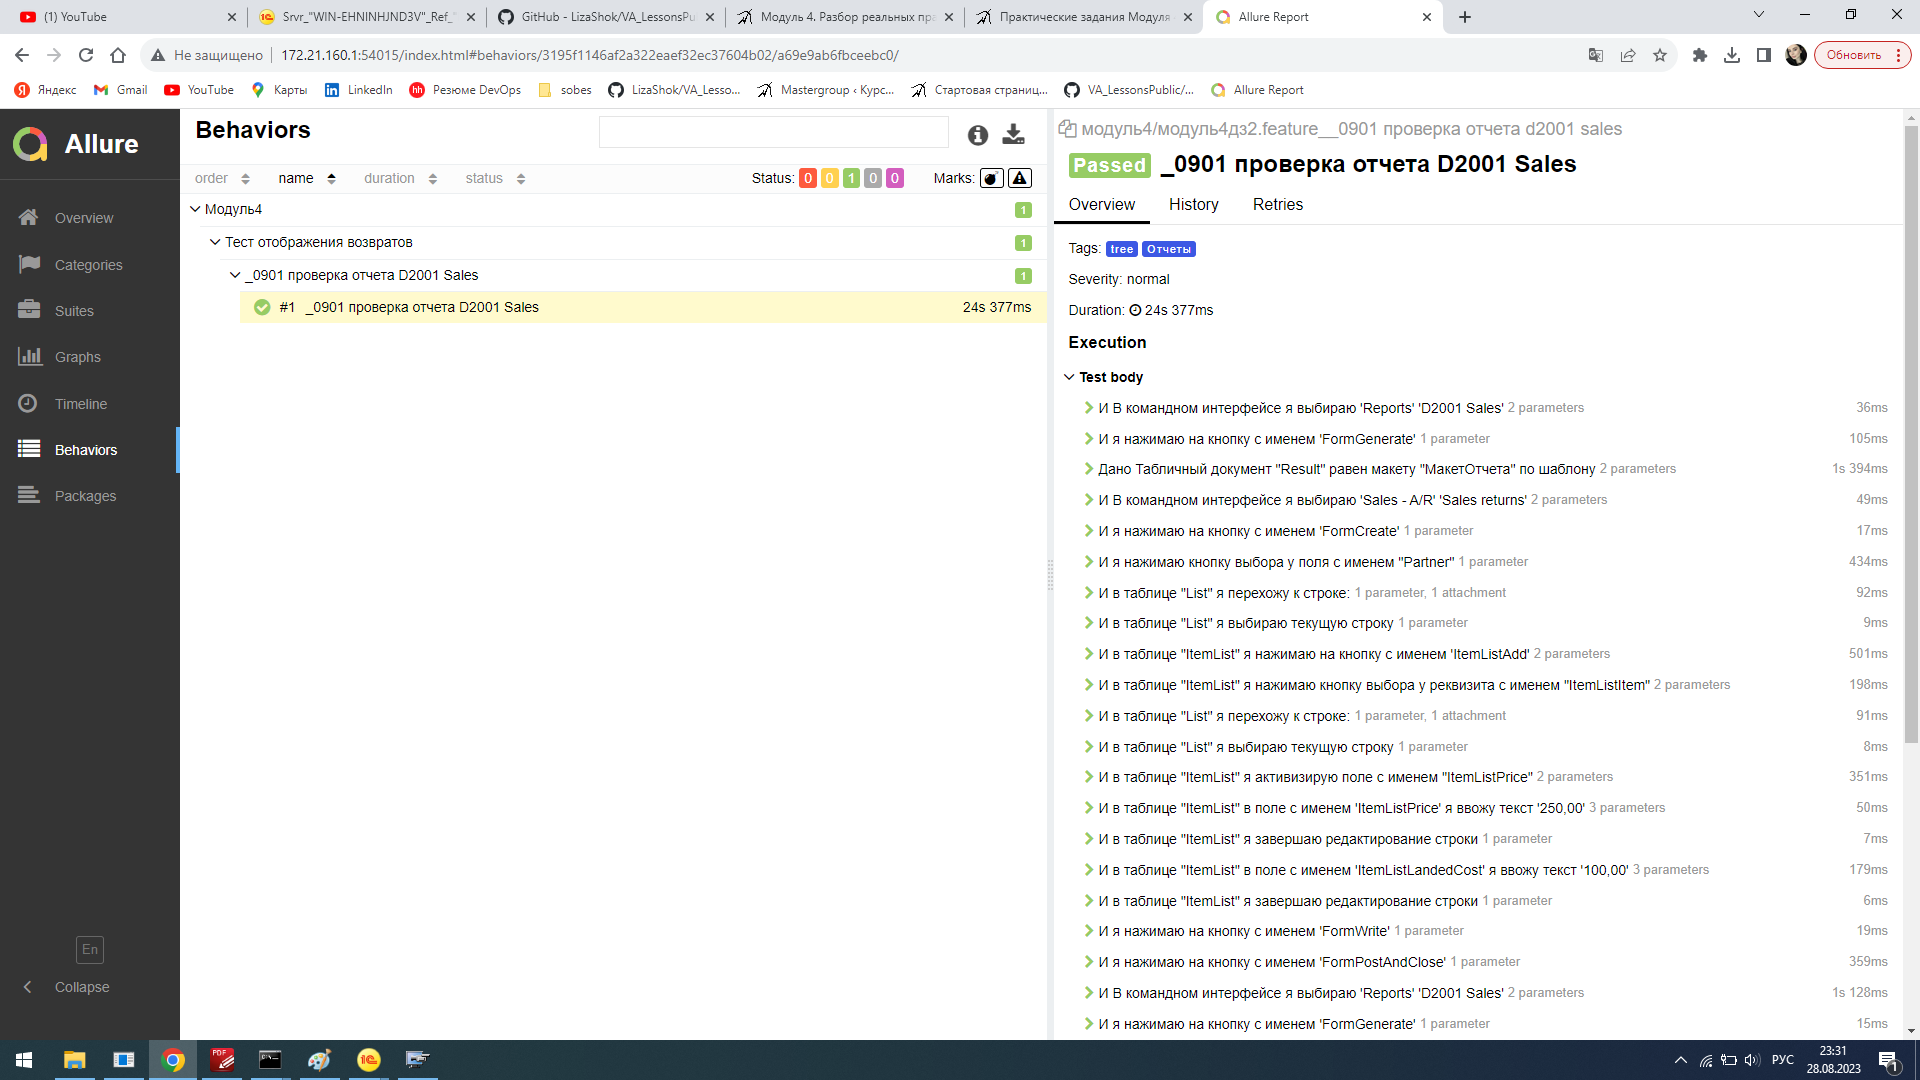 (1) YouTube
Srvr_"WIN-EHNINHJND3V"_Ref_"
GitHub - LizaShok/VA_LessonsPu
Модуль 4. Разбор реальных пра
Практические задания Модуля
Allure Report
Не защищено
172.21.160.1:54015/index.html#behaviors/3195f1146af2a322eaef32ec37604b02/a69e9ab6fbceebc0/
Обновить
Яндекс
Gmail
YouTube
Карты
LinkedIn
Резюме DevOps
sobes
LizaShok/VA_Lesso...
Mastergroup ‹ Курс...
Стартовая страниц...
VA_LessonsPublic/...
Allure Report
Allure
Overview
Categories
Suites
Graphs
Timeline
Behaviors
Packages
En
Collapse
Behaviors
order name duration status Status: 0 0 1 0 0 Marks:
Модуль4 1
Тест отображения возвратов 1
_0901 проверка отчета D2001 Sales 1
#1 _0901 проверка отчета D2001 Sales 24s 377ms
модуль4/модуль4дз2.feature__0901 проверка отчета d2001 sales
Passed _0901 проверка отчета D2001 Sales
Overview History Retries
Tags: tree Отчеты
Severity: normal
Duration: 24s 377ms
Execution
Test body
И В командном интерфейсе я выбираю 'Reports' 'D2001 Sales' 2 parameters 36ms
И я нажимаю на кнопку с именем 'FormGenerate' 1 parameter 105ms
Дано Табличный документ "Result" равен макету "МакетОтчета" по шаблону 2 parameters 1s 394ms
И В командном интерфейсе я выбираю 'Sales - A/R' 'Sales returns' 2 parameters 49ms
И я нажимаю на кнопку с именем 'FormCreate' 1 parameter 17ms
И я нажимаю кнопку выбора у поля с именем "Partner" 1 parameter 434ms
И в таблице "List" я перехожу к строке: 1 parameter, 1 attachment 92ms
И в таблице "List" я выбираю текущую строку 1 parameter 9ms
И в таблице "ItemList" я нажимаю на кнопку с именем 'ItemListAdd' 2 parameters 501ms
И в таблице "ItemList" я нажимаю кнопку выбора у реквизита с именем "ItemListItem" 2 parameters 198ms
И в таблице "List" я перехожу к строке: 1 parameter, 1 attachment 91ms
И в таблице "List" я выбираю текущую строку 1 parameter 8ms
И в таблице "ItemList" я активизирую поле с именем "ItemListPrice" 2 parameters 351ms
И в таблице "ItemList" в поле с именем 'ItemListPrice' я ввожу текст '250,00' 3 parameters 50ms
И в таблице "ItemList" я завершаю редактирование строки 1 parameter 7ms
И в таблице "ItemList" в поле с именем 'ItemListLandedCost' я ввожу текст '100,00' 3 parameters 179ms
И в таблице "ItemList" я завершаю редактирование строки 1 parameter 6ms
И я нажимаю на кнопку с именем 'FormWrite' 1 parameter 19ms
И я нажимаю на кнопку с именем 'FormPostAndClose' 1 parameter 359ms
И В командном интерфейсе я выбираю 'Reports' 'D2001 Sales' 2 parameters 1s 128ms
И я нажимаю на кнопку с именем 'FormGenerate' 1 parameter 15ms
РУС
23:31
28.08.2023
1